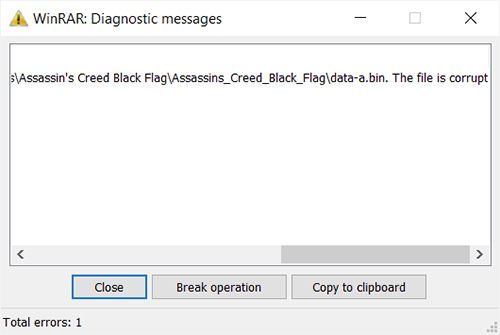 WinRAR: Diagnostic messages
s\Assassin's Creed Black Flag\Assassins_Creed_Black_Flag\data-a.bin. The file is corrupt
Close Break operation Copy to clipboard
Total errors: 1